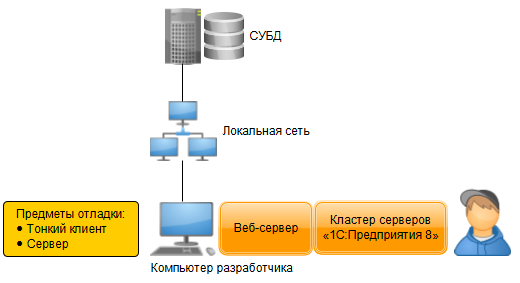 СУБД
Локальная сеть
Предметы отладки:
● Тонкий клиент
● Сервер
Веб-сервер
Кластер серверов
«1С:Предприятия 8»
Компьютер разработчика